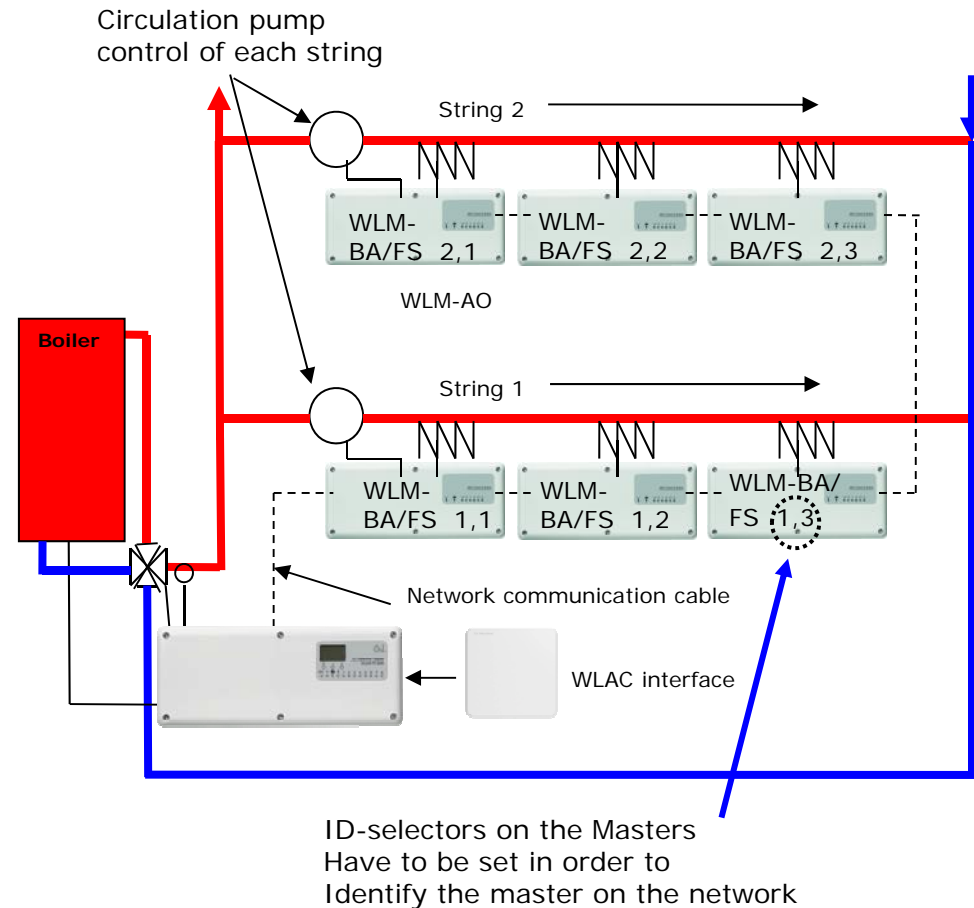 Circulation pump
control of each string
String 2
WLM-
BA/FS 2,1
WLM-
BA/FS 2,2
WLM-
BA/FS 2,3
WLM-AO
Boiler
String 1
WLM-
BA/FS 1,1
WLM-
BA/FS 1,2
WLM-BA/
FS 1,3
Network communication cable
WLAC interface
ID-selectors on the Masters
Have to be set in order to
Identify the master on the network